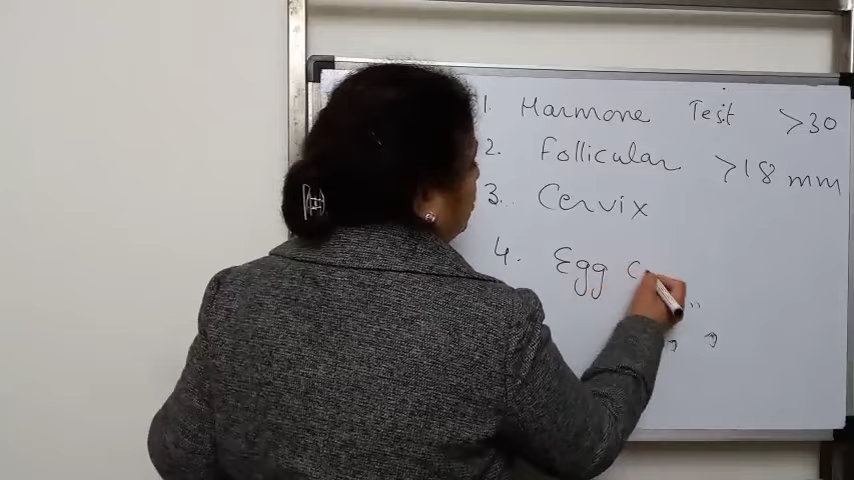 1. Harmone Test >30
2. Follicular >18 mm
3. Cervix
4. Egg